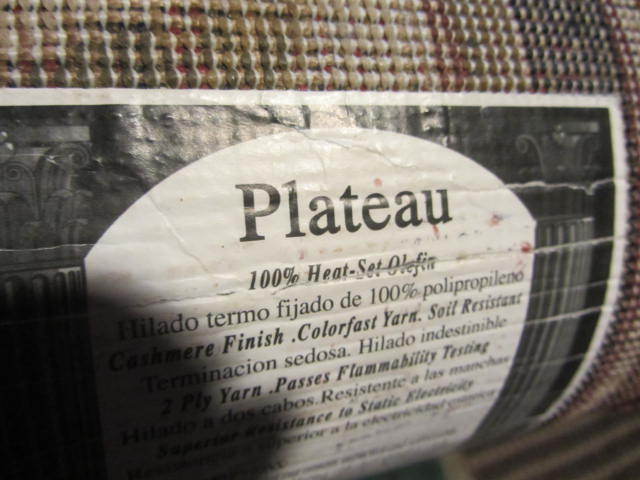 Plateau
100% Heat-Set Olefin
Hilado termo fijado de 100% polipropileno
Cashmere Finish .Colorfast Yarn. Soil Resistant
Terminacion sedosa. Hilado indestinible
2 Ply Yarn .Passes Flammability Testing
Hilado a dos cabos.Resistente a las manchas
Superior Resistance to Static Electricity
a la electricidad